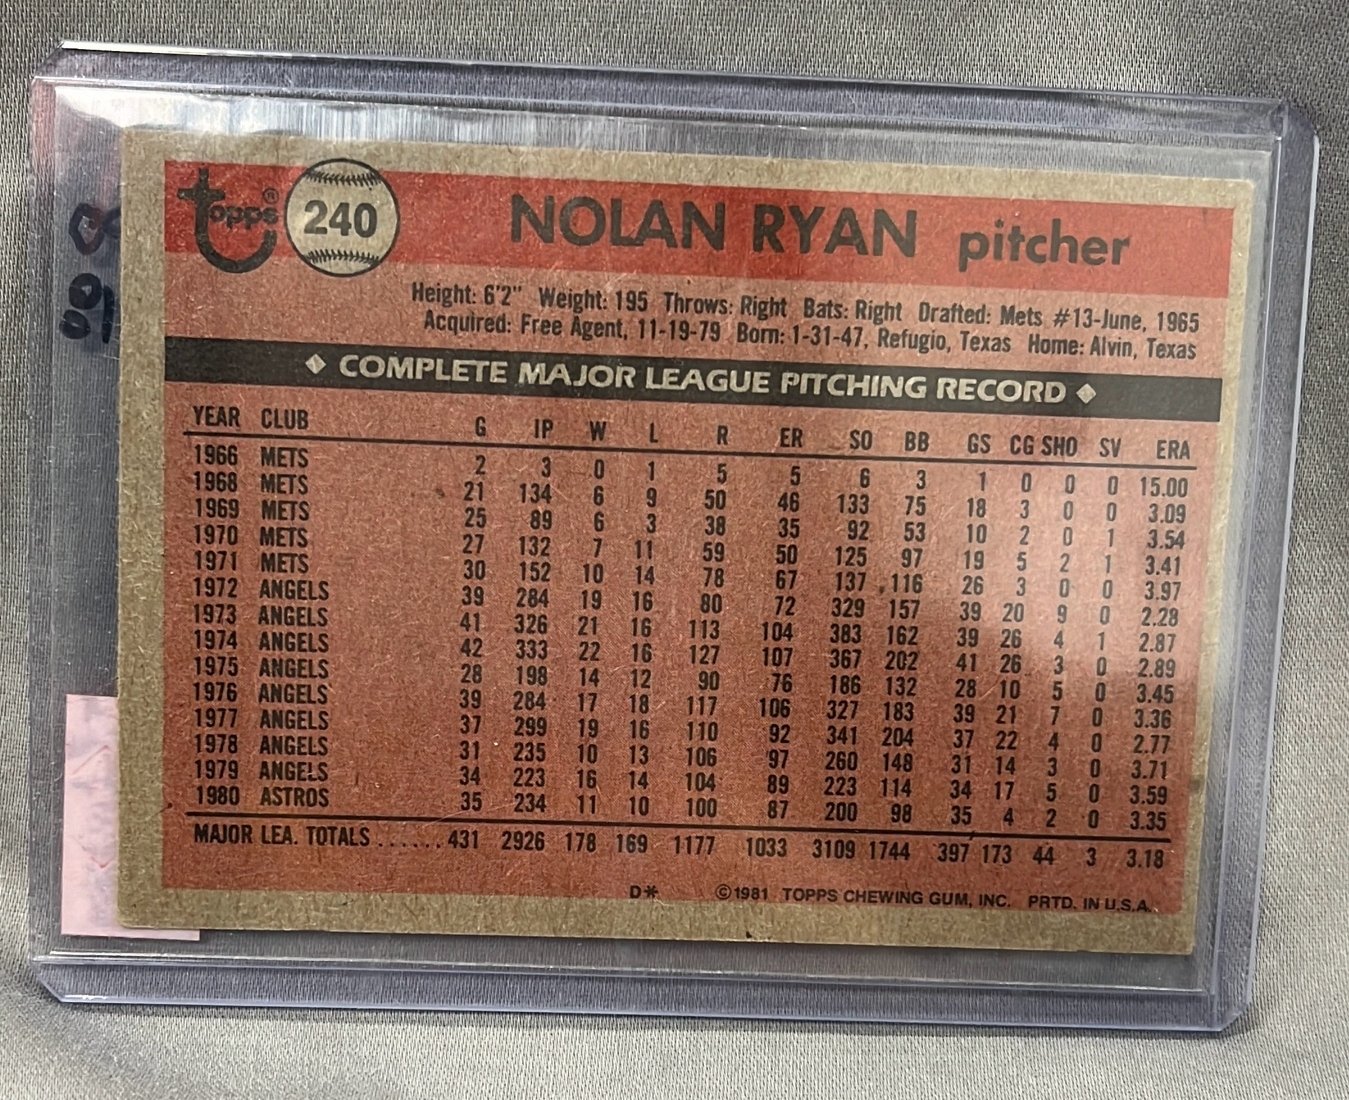 Topps® 240 NOLAN RYAN pitcher
Height: 6'2" Weight: 195 Throws: Right Bats: Right Drafted: Mets #13-June, 1965
Acquired: Free Agent, 11-19-79 Born: 1-31-47, Refugio, Texas Home: Alvin, Texas
COMPLETE MAJOR LEAGUE PITCHING RECORD
YEAR CLUB G IP W L R ER SO BB GS CG SHO SV ERA
1966 METS 2 3 0 1 5 5 6 3 1 0 0 0 15.00
1968 METS 21 134 6 9 50 46 133 75 18 3 0 0 3.09
1969 METS 25 89 6 3 38 35 92 53 10 2 0 1 3.54
1970 METS 27 132 7 11 59 50 125 97 19 5 2 1 3.41
1971 METS 30 152 10 14 78 67 137 116 26 3 0 0 3.97
1972 ANGELS 39 284 19 16 80 72 329 157 39 20 9 0 2.28
1973 ANGELS 41 326 21 16 113 104 383 162 39 26 4 1 2.87
1974 ANGELS 42 333 22 16 127 107 367 202 41 26 3 0 2.89
1975 ANGELS 28 198 14 12 90 76 186 132 28 10 5 0 3.45
1976 ANGELS 39 284 17 18 117 106 327 183 39 21 7 0 3.36
1977 ANGELS 37 299 19 16 110 92 341 204 37 22 4 0 2.77
1978 ANGELS 31 235 10 13 106 97 260 148 31 14 3 0 3.71
1979 ANGELS 34 223 16 14 104 89 223 114 34 17 5 0 3.59
1980 ASTROS 35 234 11 10 100 87 200 98 35 4 2 0 3.35
MAJOR LEA. TOTALS ...... 431 2926 178 169 1177 1033 3109 1744 397 173 44 3 3.18
D* ©1981 TOPPS CHEWING GUM, INC. PRTD. IN U.S.A.